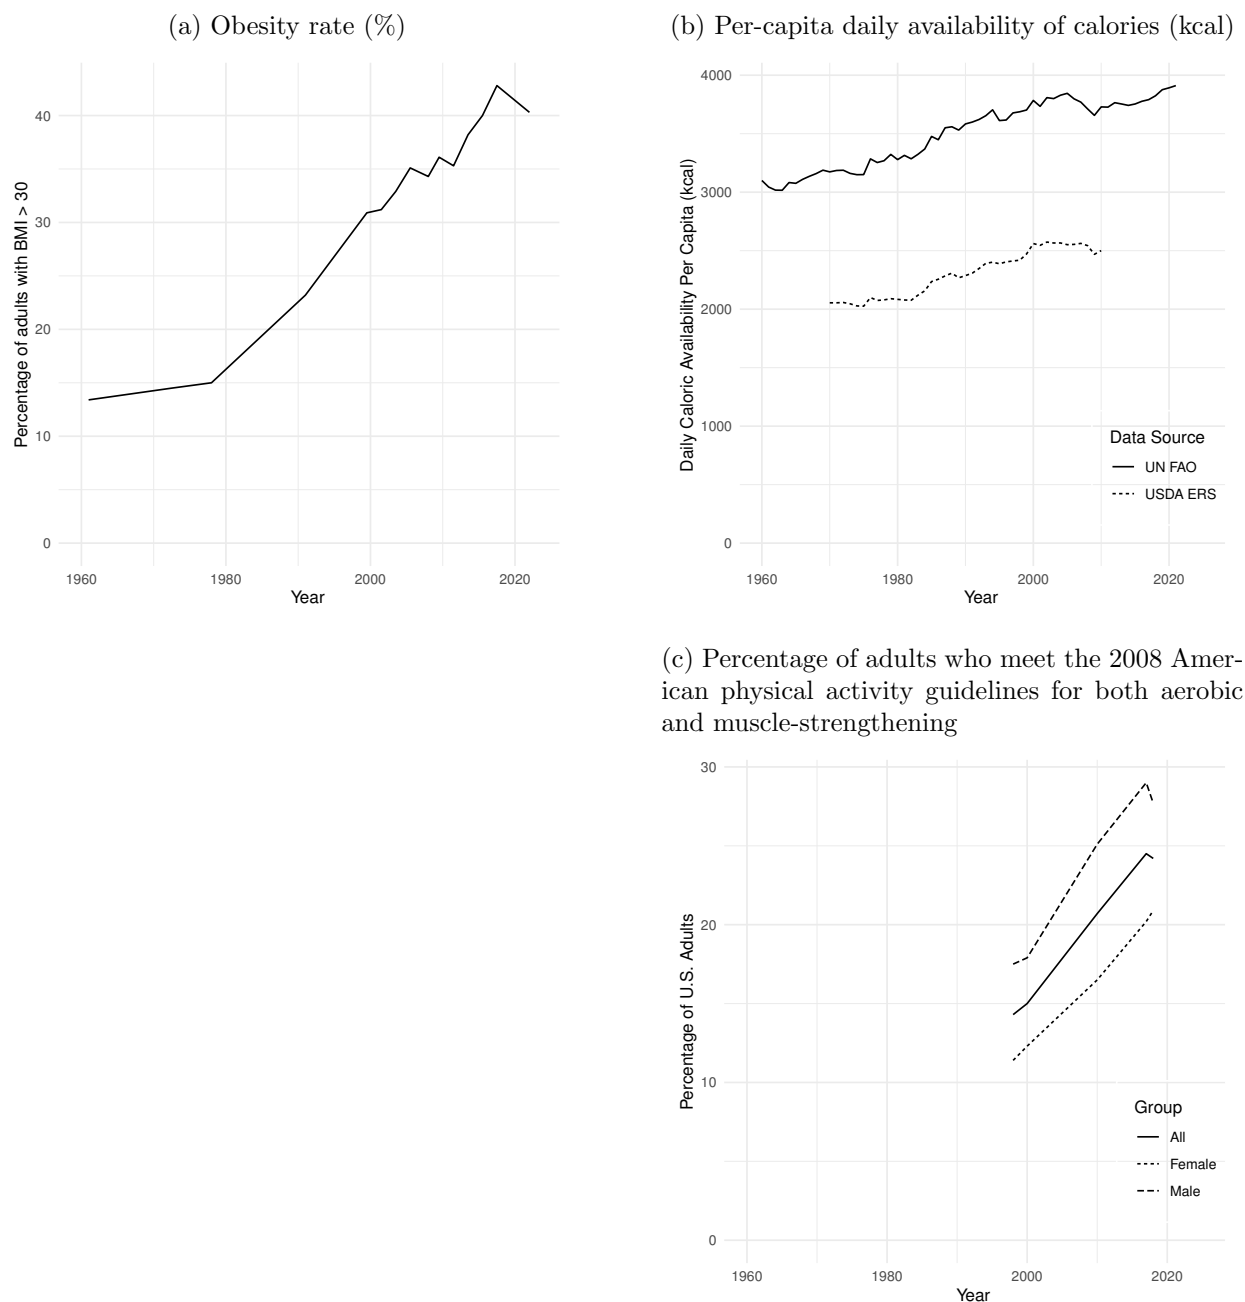 (a) Obesity rate (%)
Percentage of adults with BMI > 30
40
30
20
10
0
1960 1980 2000 2020
Year
(b) Per-capita daily availability of calories (kcal)
Daily Caloric Availability Per Capita (kcal)
4000
3000
2000
1000
0
Data Source
UN FAO
USDA ERS
1960 1980 2000 2020
Year
(c) Percentage of adults who meet the 2008 Amer-
ican physical activity guidelines for both aerobic
and muscle-strengthening
Percentage of U.S. Adults
30
20
10
0
Group
All
Female
Male
1960 1980 2000 2020
Year